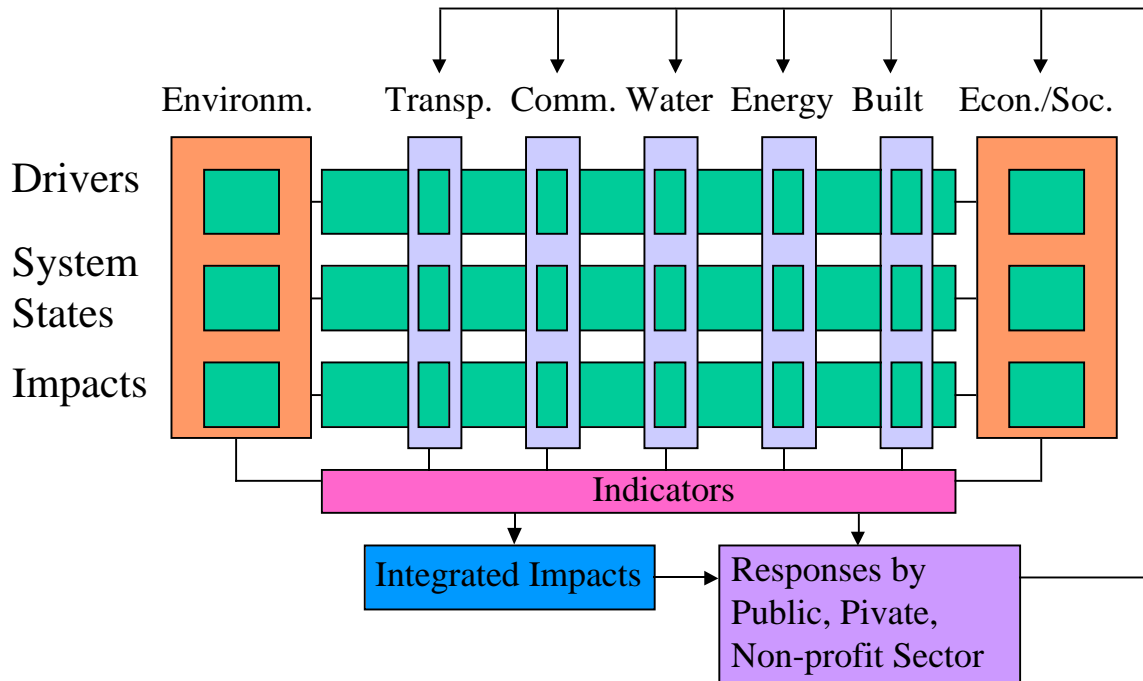 Environm. Transp. Comm. Water Energy Built Econ./Soc.
Drivers
System
States
Impacts
Indicators
Integrated Impacts
Responses by
Public, Pivate,
Non-profit Sector